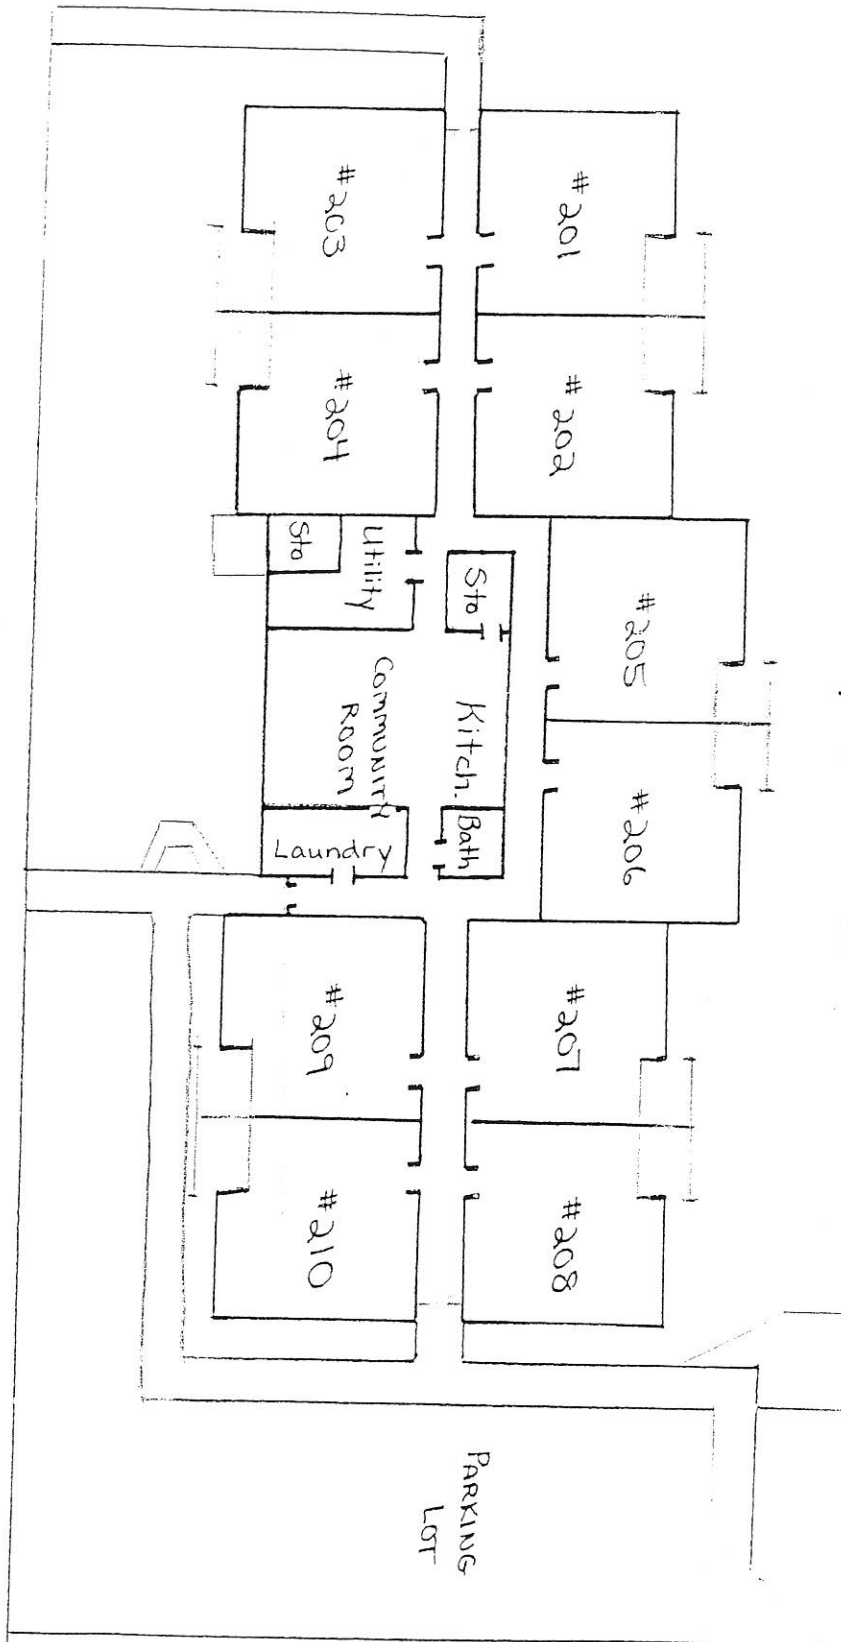 #201
#203
#202
#204
Sto
Utility
Sto
#205
Kitch.
Community
Room
#206
Bath
Laundry
#207
#209
#208
#210
PARKING
LOT